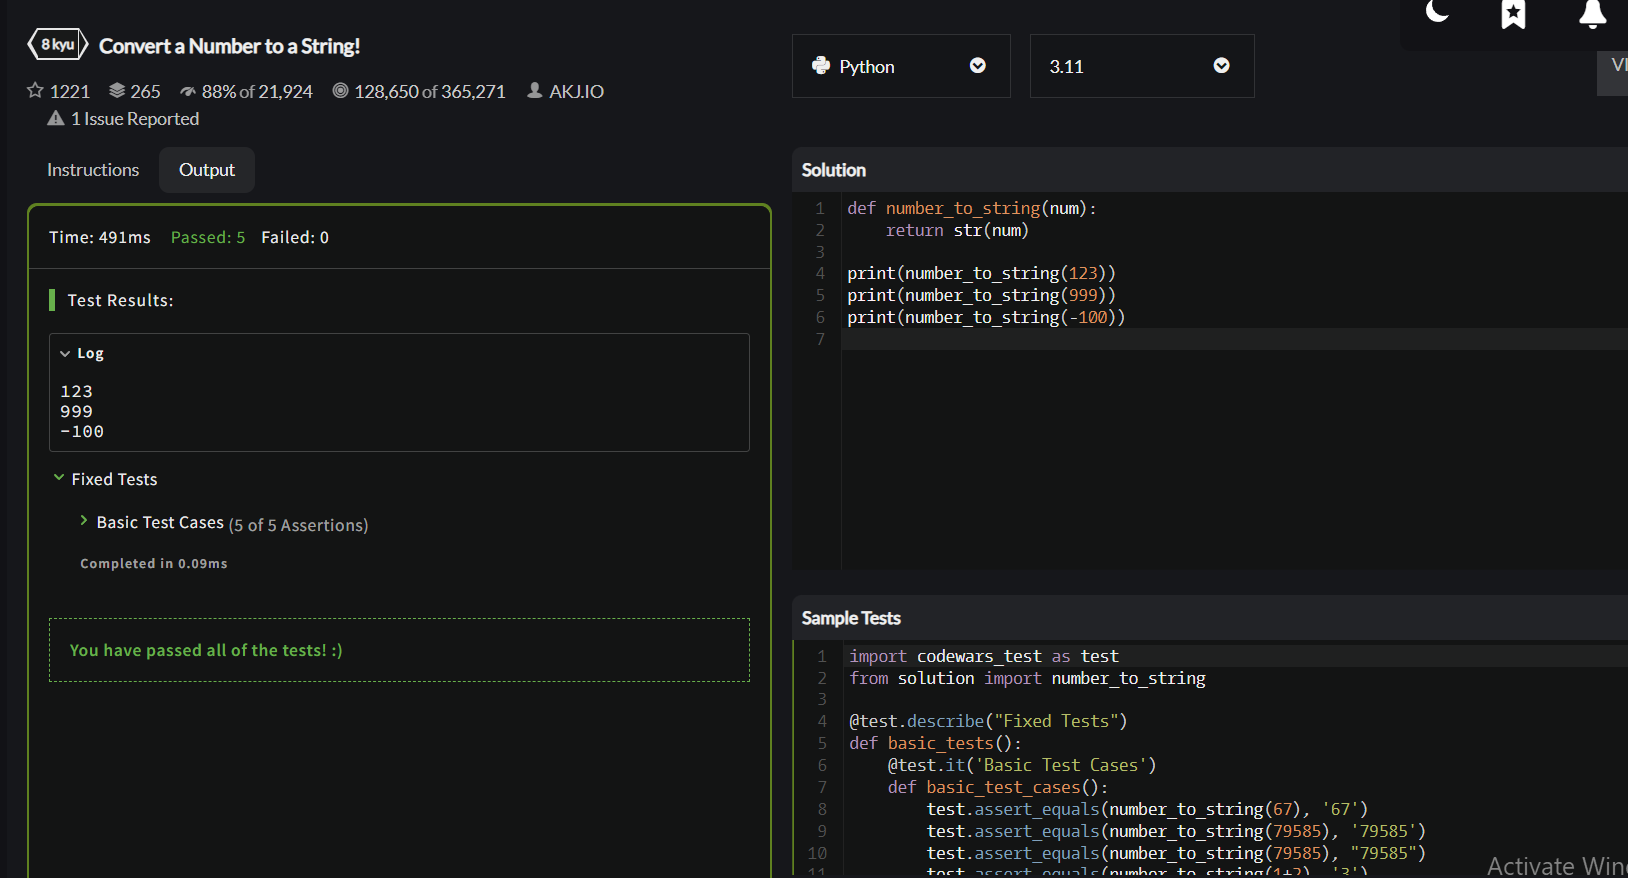 8 kyu Convert a Number to a String!
1221 265 88% of 21,924 128,650 of 365,271 AKJ.IO
1 Issue Reported
Instructions Output
Time: 491ms Passed: 5 Failed: 0
Test Results:
Log
123
999
-100
Fixed Tests
Basic Test Cases (5 of 5 Assertions)
Completed in 0.09ms
You have passed all of the tests! :)
Python 3.11
Solution
1 def number_to_string(num):
2 return str(num)
3
4 print(number_to_string(123))
5 print(number_to_string(999))
6 print(number_to_string(-100))
7
Sample Tests
1 import codewars_test as test
2 from solution import number_to_string
3
4 @test.describe("Fixed Tests")
5 def basic_tests():
6 @test.it('Basic Test Cases')
7 def basic_test_cases():
8 test.assert_equals(number_to_string(67), '67')
9 test.assert_equals(number_to_string(79585), '79585')
10 test.assert_equals(number_to_string(79585), "79585")
11 test.assert_equals(number_to_string(1+2), '3')
Activate Win